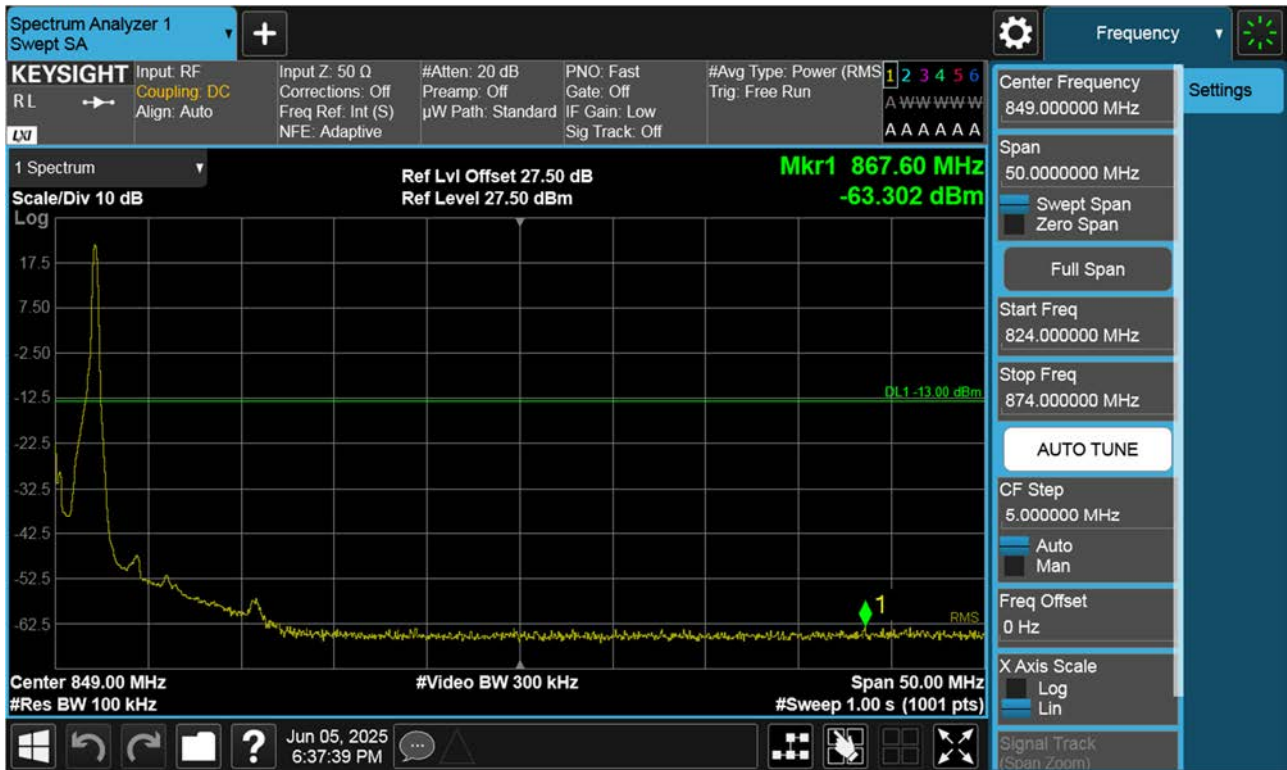 Spectrum Analyzer 1
Swept SA
Frequency
KEYSIGHT
RL
LXI
Input: RF
Coupling: DC
Align: Auto
Input Z: 50 Ω
Corrections: Off
Freq Ref: Int (S)
NFE: Adaptive
#Atten: 20 dB
Preamp: Off
µW Path: Standard
PNO: Fast
Gate: Off
IF Gain: Low
Sig Track: Off
#Avg Type: Power (RMS
Trig: Free Run
1 2 3 4 5 6
A W W W W W
A A A A A A
Center Frequency
849.000000 MHz
Settings
Span
50.0000000 MHz
Swept Span
Zero Span
Full Span
Start Freq
824.000000 MHz
Stop Freq
874.000000 MHz
AUTO TUNE
CF Step
5.000000 MHz
Auto
Man
Freq Offset
0 Hz
X Axis Scale
Log
Lin
Signal Track
(Span Zoom)
1 Spectrum
Scale/Div 10 dB
Log
Ref Lvl Offset 27.50 dB
Ref Level 27.50 dBm
Mkr1 867.60 MHz
-63.302 dBm
17.5
7.50
-2.50
-12.5
-22.5
-32.5
-42.5
-52.5
-62.5
DL1 -13.00 dBm
1
RMS
Center 849.00 MHz
#Res BW 100 kHz
#Video BW 300 kHz
Span 50.00 MHz
#Sweep 1.00 s (1001 pts)
?
Jun 05, 2025
6:37:39 PM